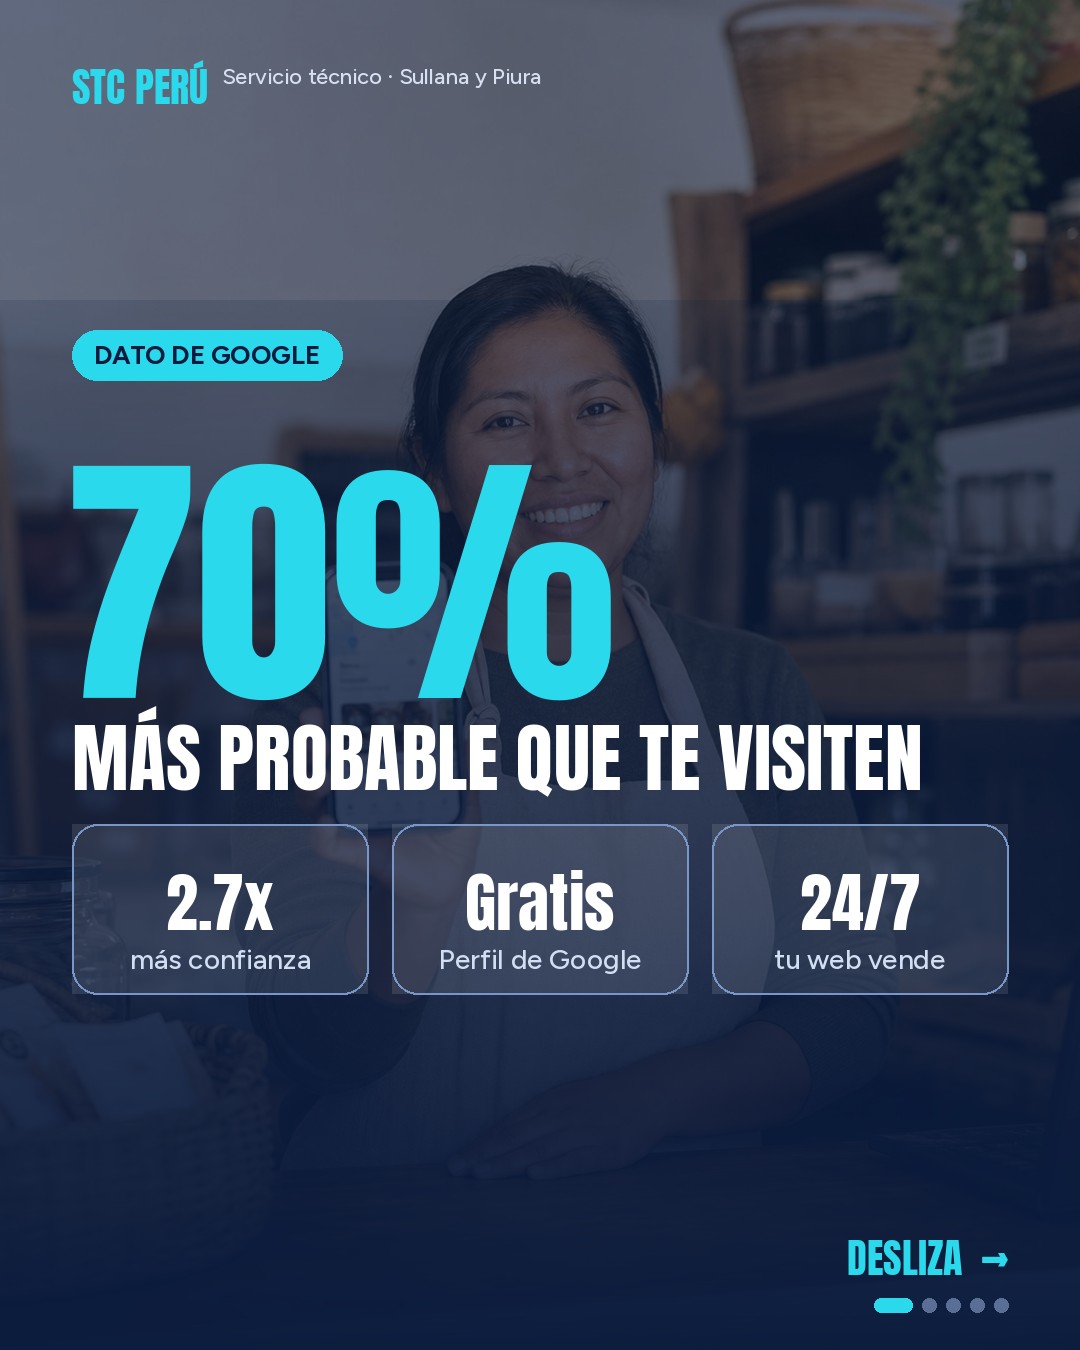 STC PERÚ Servicio técnico · Sullana y Piura
DATO DE GOOGLE
70%
MÁS PROBABLE QUE TE VISITEN
2.7x
más confianza
Gratis
Perfil de Google
24/7
tu web vende
DESLIZA →